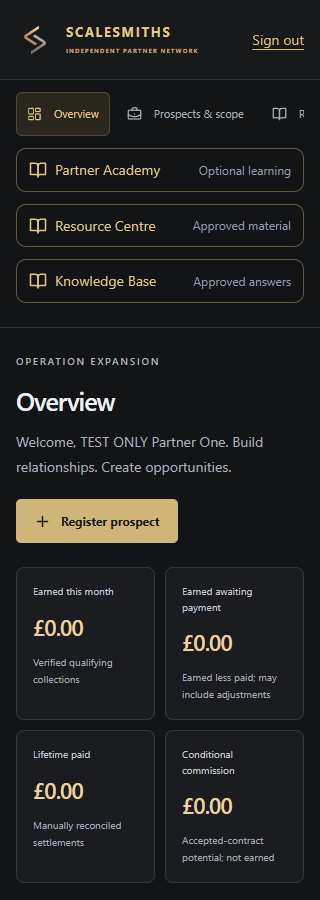 SCALESMITHS
INDEPENDENT PARTNER NETWORK
Sign out
Overview
Prospects & scope
Partner Academy
Optional learning
Resource Centre
Approved material
Knowledge Base
Approved answers
OPERATION EXPANSION
Overview
Welcome, TEST ONLY Partner One. Build
relationships. Create opportunities.
Register prospect
Earned this month
£0.00
Verified qualifying
collections
Earned awaiting
payment
£0.00
Earned less paid; may
include adjustments
Lifetime paid
£0.00
Manually reconciled
settlements
Conditional
commission
£0.00
Accepted-contract
potential; not earned